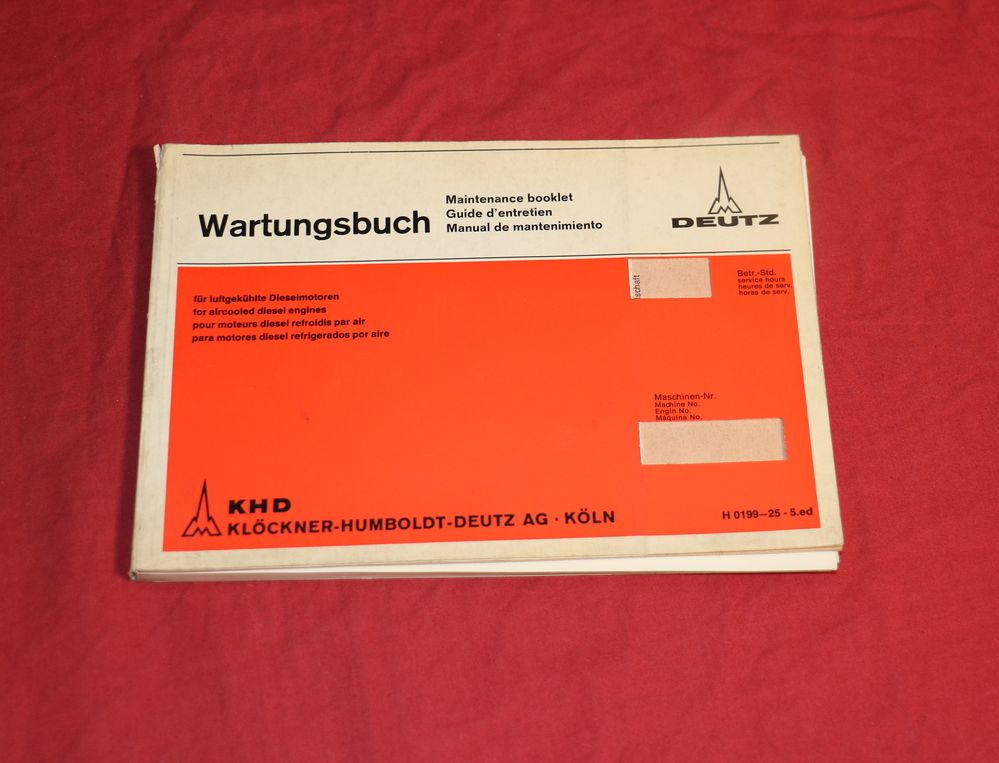 Wartungsbuch
Maintenance booklet
Guide d'entretien
Manual de mantenimiento
DEUTZ
für luftgekühlte Dieselmotoren
for aircooled diesel engines
pour moteurs diesel refroidis par air
para motores diesel refrigerados por aire
Betr.-Std.
service hours
heures de serv.
horas de serv.
Maschinen-Nr.
Machine No.
Engin No.
Máquina No.
KHD
KLÖCKNER-HUMBOLDT-DEUTZ AG · KÖLN
H 0199—25 - 5.ed